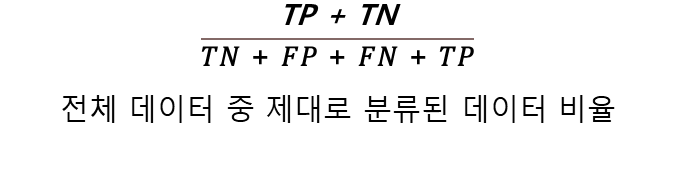 TP + TN
TN + FP + FN + TP
전체 데이터 중 제대로 분류된 데이터 비율